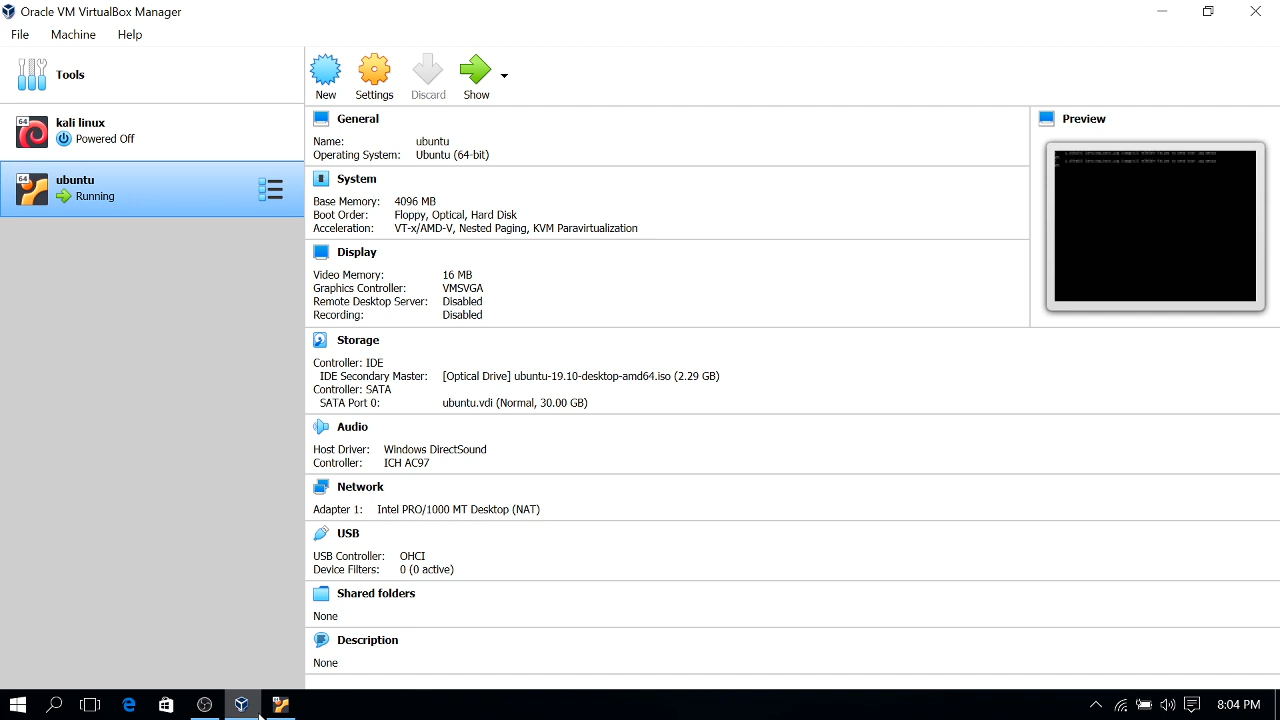 Oracle VM VirtualBox Manager
File Machine Help
Tools
New Settings Discard Show
64 kali linux
Powered Off
64 ubuntu
Running
General
Name: ubuntu
Operating System: Ubuntu (64-bit)
System
Base Memory: 4096 MB
Boot Order: Floppy, Optical, Hard Disk
Acceleration: VT-x/AMD-V, Nested Paging, KVM Paravirtualization
Display
Video Memory: 16 MB
Graphics Controller: VMSVGA
Remote Desktop Server: Disabled
Recording: Disabled
Storage
Controller: IDE
IDE Secondary Master: [Optical Drive] ubuntu-19.10-desktop-amd64.iso (2.29 GB)
Controller: SATA
SATA Port 0: ubuntu.vdi (Normal, 30.00 GB)
Audio
Host Driver: Windows DirectSound
Controller: ICH AC97
Network
Adapter 1: Intel PRO/1000 MT Desktop (NAT)
USB
USB Controller: OHCI
Device Filters: 0 (0 active)
Shared folders
None
Description
None
Preview
8:04 PM